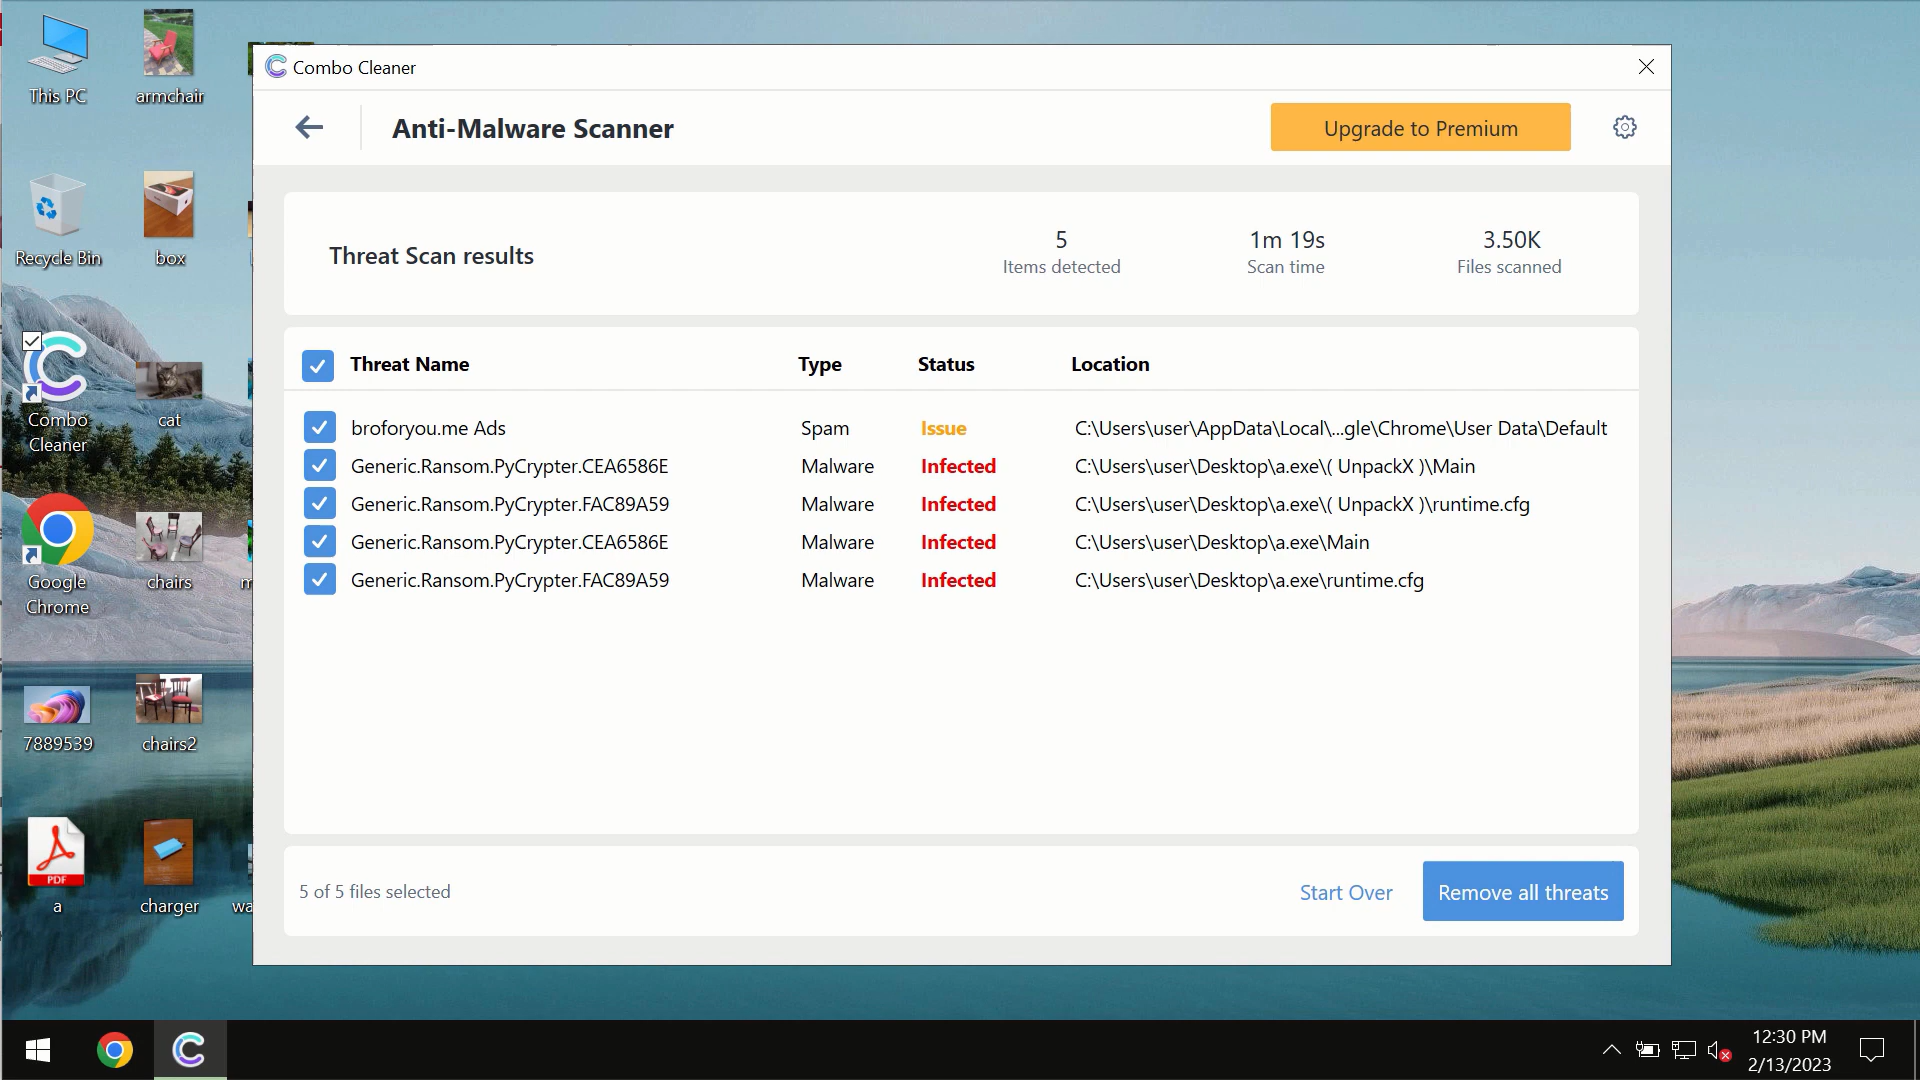 This PC
armchair
Recycle Bin
box
Combo
Cleaner
cat
Google
Chrome
chairs
7889539
chairs2
PDF
a
charger
wa
Combo Cleaner
Anti-Malware Scanner
Upgrade to Premium
Threat Scan results
5
Items detected
1m 19s
Scan time
3.50K
Files scanned
Threat Name Type Status Location
broforyou.me Ads Spam Issue C:\Users\user\AppData\Local\...gle\Chrome\User Data\Default
Generic.Ransom.PyCrypter.CEA6586E Malware Infected C:\Users\user\Desktop\a.exe\( UnpackX )\Main
Generic.Ransom.PyCrypter.FAC89A59 Malware Infected C:\Users\user\Desktop\a.exe\( UnpackX )\runtime.cfg
Generic.Ransom.PyCrypter.CEA6586E Malware Infected C:\Users\user\Desktop\a.exe\Main
Generic.Ransom.PyCrypter.FAC89A59 Malware Infected C:\Users\user\Desktop\a.exe\runtime.cfg
5 of 5 files selected
Start Over
Remove all threats
12:30 PM
2/13/2023